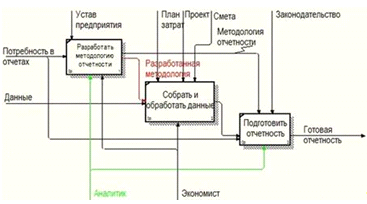 Устав
предприятия
План
затрат
Проект
Смета
Законодательство
Методология
отчетности
Потребность в
отчетах
Разработать
методологию
отчетности
Разработанная
методология
Данные
Собрать и
обработать данные
Подготовить
отчетность
Готовая
отчетность
Аналитик
Экономист